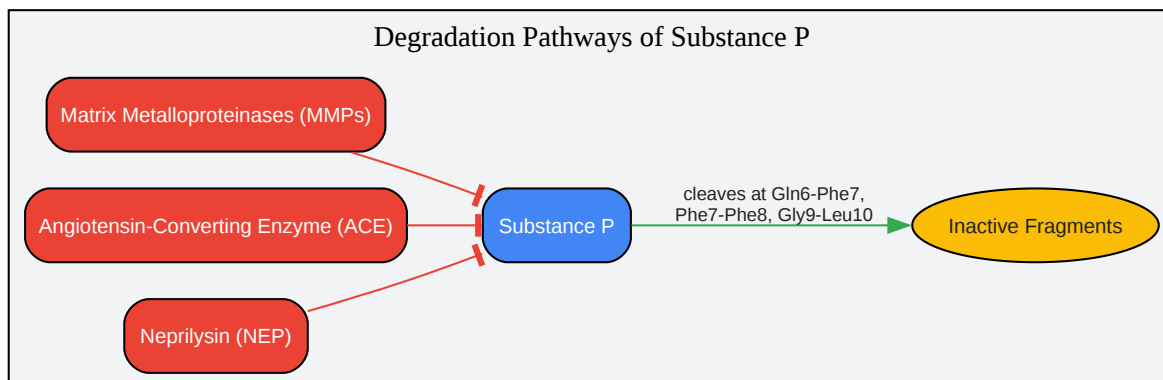 Degradation Pathways of Substance P
Matrix Metalloproteinases (MMPs)
Angiotensin-Converting Enzyme (ACE)
Neprilysin (NEP)
Substance P
cleaves at Gln6-Phe7,
Phe7-Phe8, Gly9-Leu10
Inactive Fragments